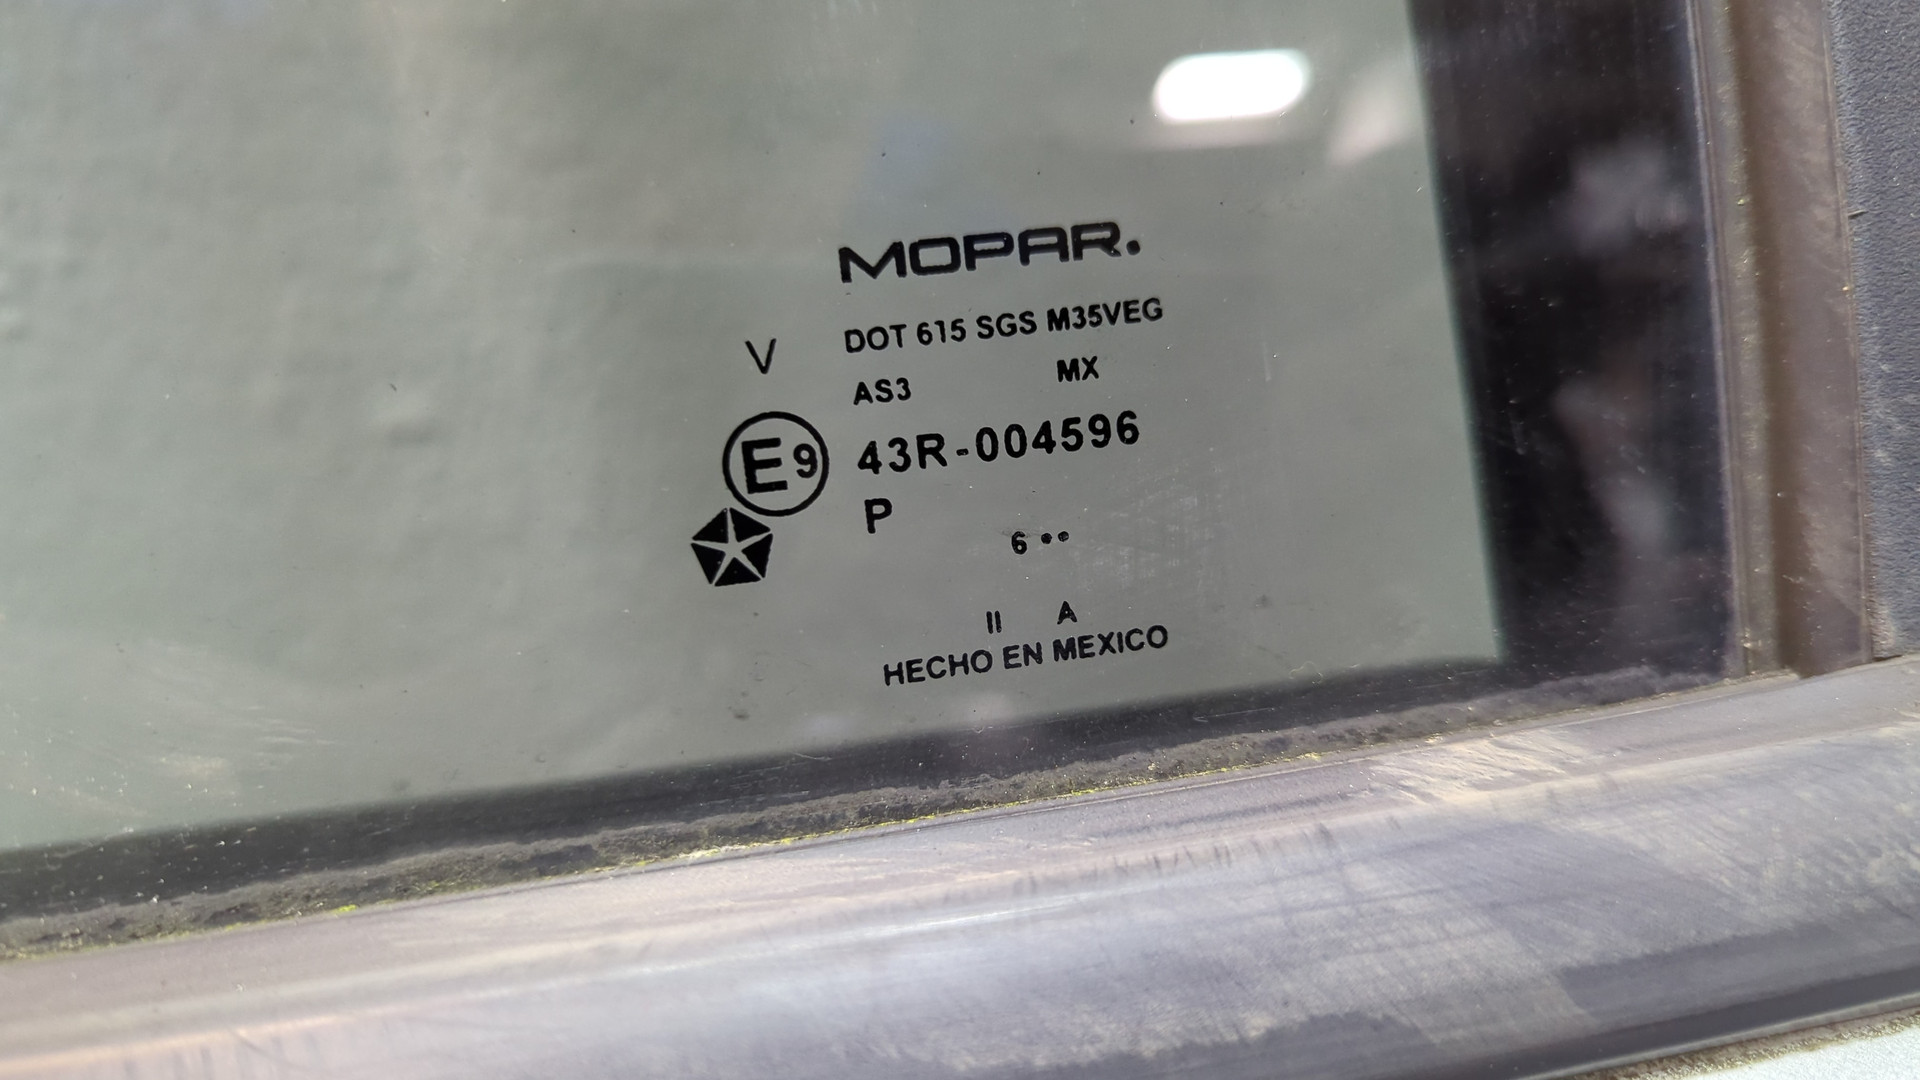 MOPAR.
V DOT 615 SGS M35VEG
AS3 MX
E9 43R-004596
P
6 ••
II A
HECHO EN MEXICO